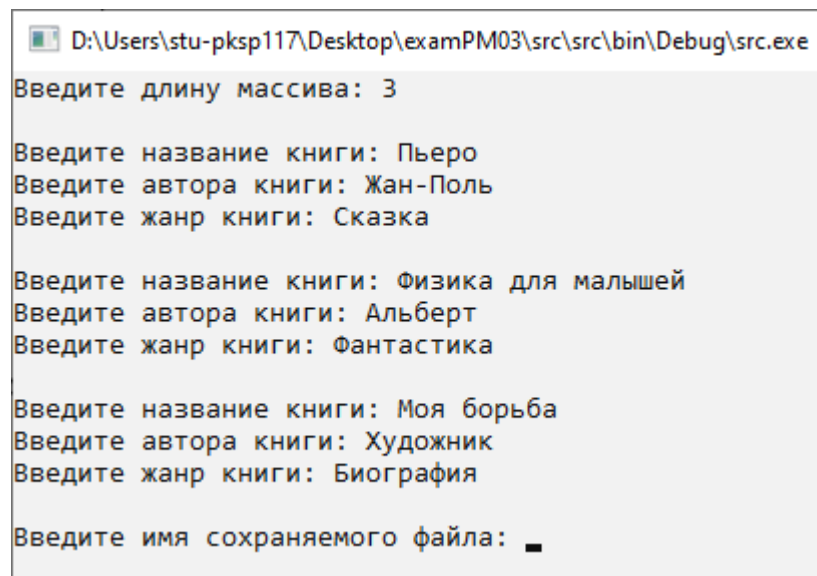 D:\Users\stu-pksp117\Desktop\examPM03\src\src\bin\Debug\src.exe
Введите длину массива: 3
Введите название книги: Пьеро
Введите автора книги: Жан-Поль
Введите жанр книги: Сказка
Введите название книги: Физика для малышей
Введите автора книги: Альберт
Введите жанр книги: Фантастика
Введите название книги: Моя борьба
Введите автора книги: Художник
Введите жанр книги: Биография
Введите имя сохраняемого файла: